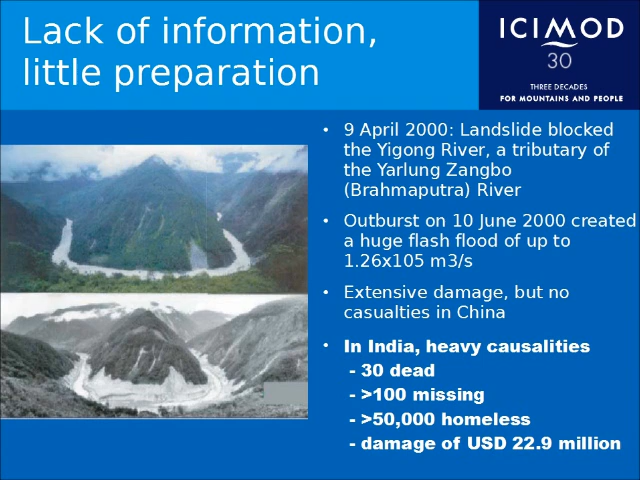 Lack of information,
little preparation
ICIMOD
30
THREE DECADES
FOR MOUNTAINS AND PEOPLE
• 9 April 2000: Landslide blocked
the Yigong River, a tributary of
the Yarlung Zangbo
(Brahmaputra) River
• Outburst on 10 June 2000 created
a huge flash flood of up to
1.26x105 m3/s
• Extensive damage, but no
casualties in China
• In India, heavy causalities
- 30 dead
- >100 missing
- >50,000 homeless
- damage of USD 22.9 million